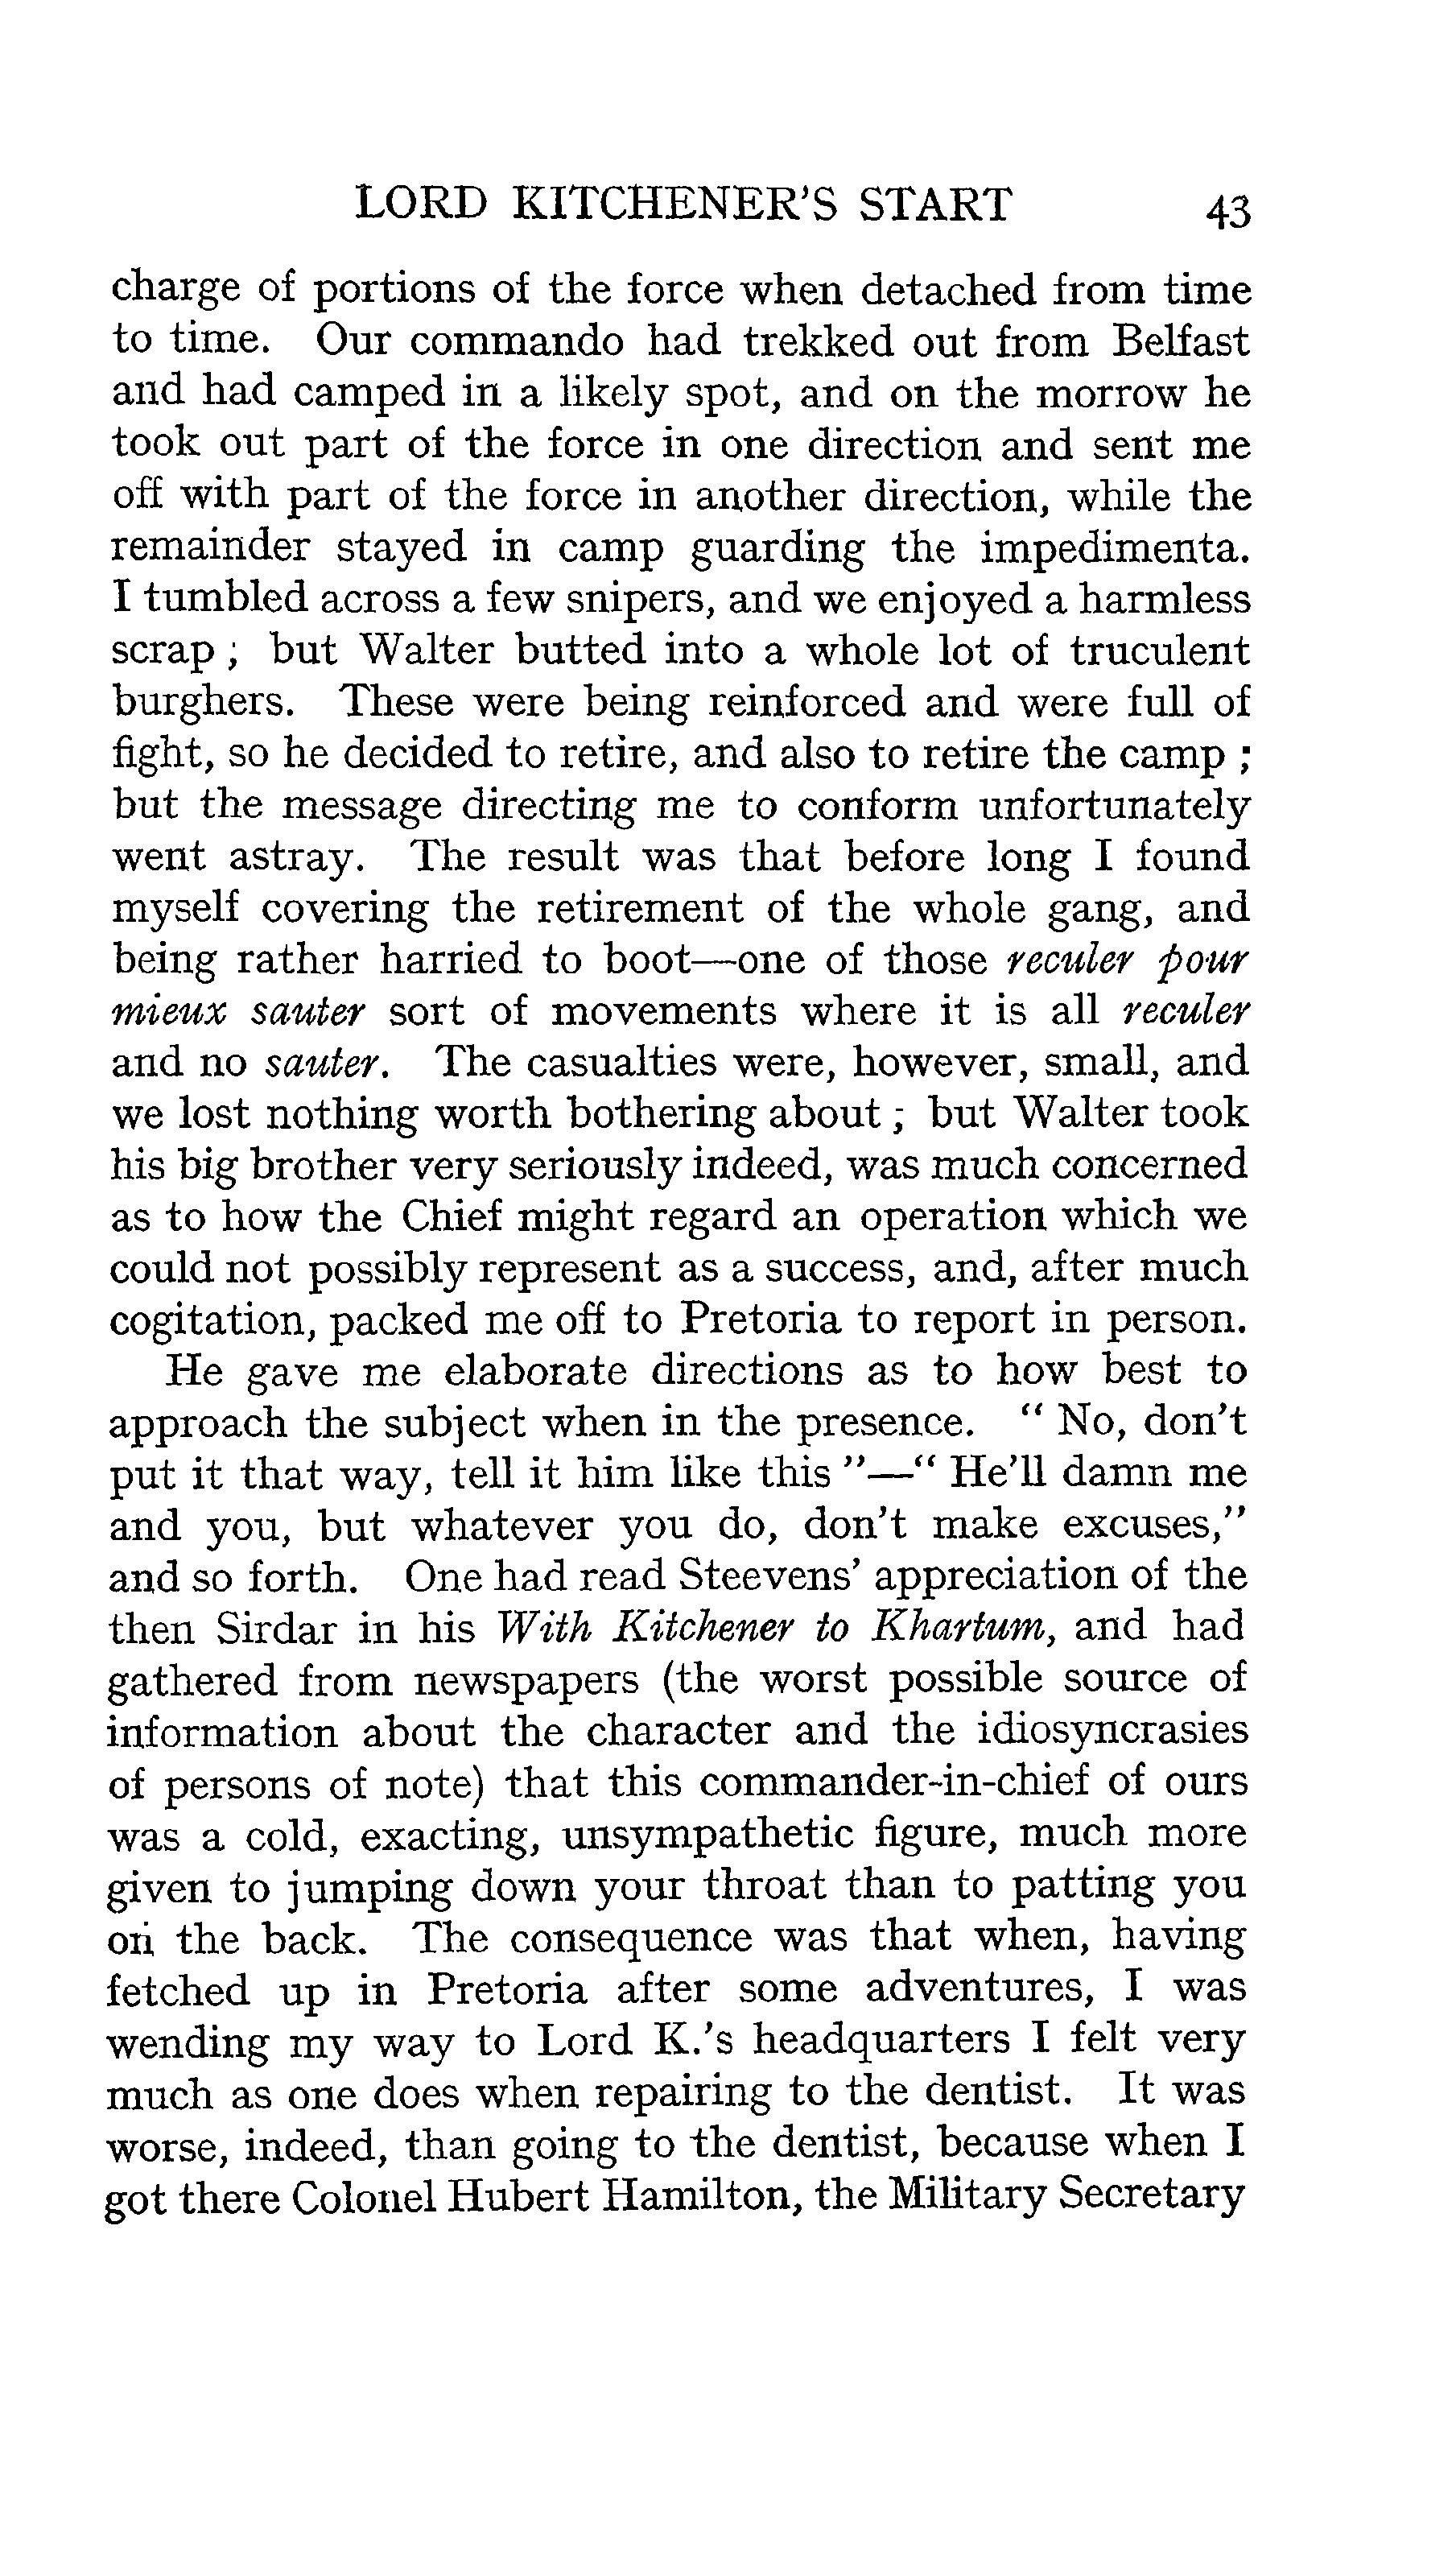 LORD KITCHENER'S START 43
charge of portions of the force when detached from time
to time. Our commando had trekked out from Belfast
and had camped in a likely spot, and on the morrow he
took out part of the force in one direction and sent me
off with part of the force in another direction, while the
remainder stayed in camp guarding the impedimenta.
I tumbled across a few snipers, and we enjoyed a harmless
scrap ; but Walter butted into a whole lot of truculent
burghers. These were being reinforced and were full of
fight, so he decided to retire, and also to retire the camp ;
but the message directing me to conform unfortunately
went astray. The result was that before long I found
myself covering the retirement of the whole gang, and
being rather harried to boot—one of those reculer pour
mieux sauter sort of movements where it is all reculer
and no sauter. The casualties were, however, small, and
we lost nothing worth bothering about ; but Walter took
his big brother very seriously indeed, was much concerned
as to how the Chief might regard an operation which we
could not possibly represent as a success, and, after much
cogitation, packed me off to Pretoria to report in person.
He gave me elaborate directions as to how best to
approach the subject when in the presence. " No, don't
put it that way, tell it him like this "—" He'll damn me
and you, but whatever you do, don't make excuses,"
and so forth. One had read Steevens' appreciation of the
then Sirdar in his With Kitchener to Khartum, and had
gathered from newspapers (the worst possible source of
information about the character and the idiosyncrasies
of persons of note) that this commander-in-chief of ours
was a cold, exacting, unsympathetic figure, much more
given to jumping down your throat than to patting you
on the back. The consequence was that when, having
fetched up in Pretoria after some adventures, I was
wending my way to Lord K.'s headquarters I felt very
much as one does when repairing to the dentist. It was
worse, indeed, than going to the dentist, because when I
got there Colonel Hubert Hamilton, the Military Secretary